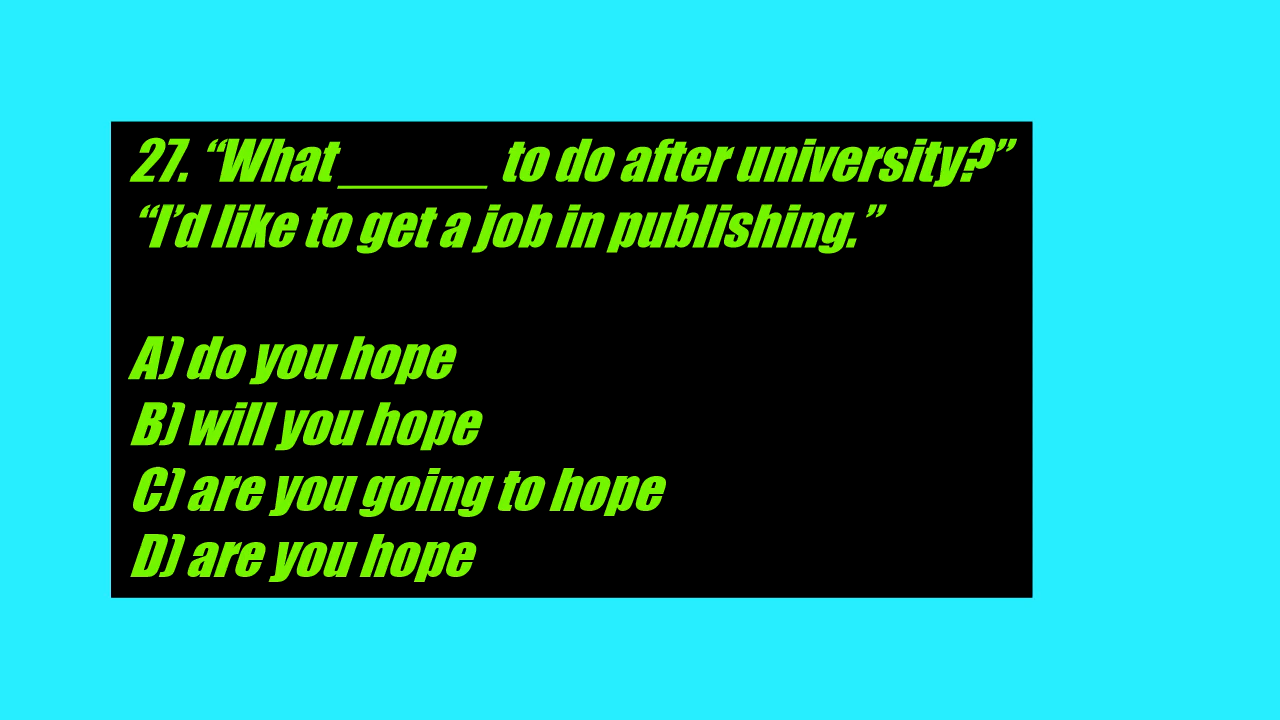 27. “What _____ to do after university?”
“I’d like to get a job in publishing.”
A) do you hope
B) will you hope
C) are you going to hope
D) are you hope